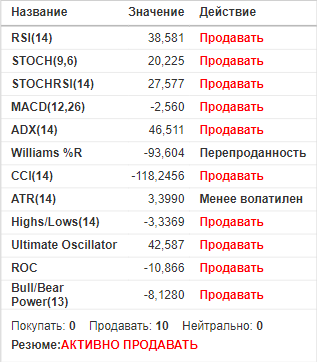 Название Значение Действие
RSI(14) 38,581 Продавать
STOCH(9,6) 20,225 Продавать
STOCHRSI(14) 27,577 Продавать
MACD(12,26) -2,560 Продавать
ADX(14) 46,511 Продавать
Williams %R -93,604 Перепроданность
CCI(14) -118,2456 Продавать
ATR(14) 3,3990 Менее волатилен
Highs/Lows(14) -3,3369 Продавать
Ultimate Oscillator 42,587 Продавать
ROC -10,866 Продавать
Bull/Bear
Power(13) -8,1280 Продавать
Покупать: 0 Продавать: 10 Нейтрально: 0
Резюме:АКТИВНО ПРОДАВАТЬ